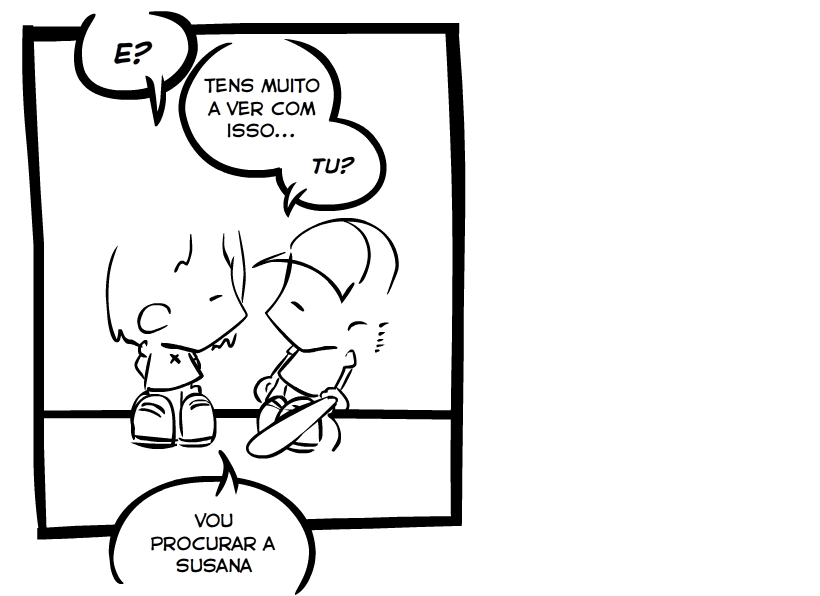 E?
TENS MUITO
A VER COM
ISSO...
TU?
VOU
PROCURAR A
SUSANA